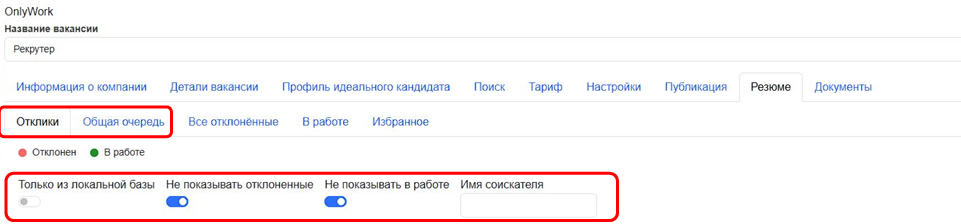 OnlyWork
Название вакансии
Рекрутер
Информация о компании Детали вакансии Профиль идеального кандидата Поиск Тариф Настройки Публикация Резюме Документы
Отклики Общая очередь Все отклонённые В работе Избранное
Отклонен В работе
Только из локальной базы Не показывать отклоненные Не показывать в работе Имя соискателя